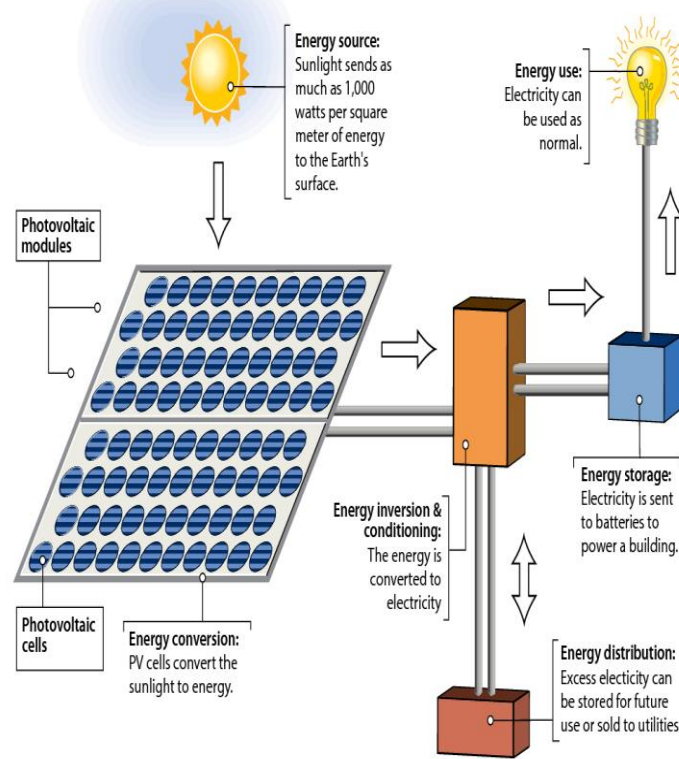 Energy source:
Sunlight sends as
much as 1,000
watts per square
meter of energy
to the Earth's
surface.
Energy use:
Electricity can
be used as
normal.
Photovoltaic
modules
Energy storage:
Electricity is sent
to batteries to
power a building.
Energy inversion &
conditioning:
The energy is
converted to
electricity
Photovoltaic
cells
Energy conversion:
PV cells convert the
sunlight to energy.
Energy distribution:
Excess electicity can
be stored for future
use or sold to utilities